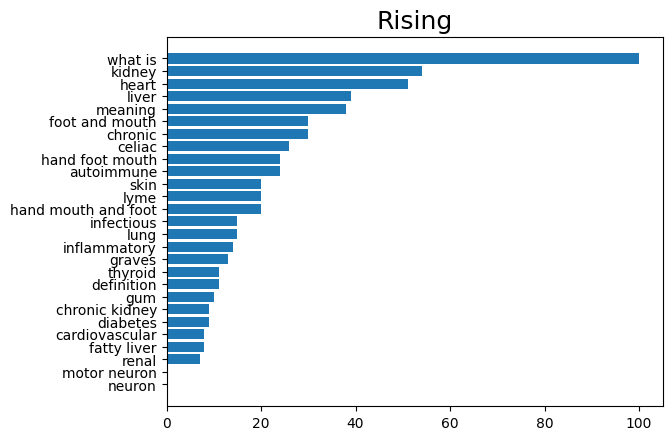 Rising
what is
kidney
heart
liver
meaning
foot and mouth
chronic
celiac
hand foot mouth
autoimmune
skin
lyme
hand mouth and foot
infectious
lung
inflammatory
graves
thyroid
definition
gum
chronic kidney
diabetes
cardiovascular
fatty liver
renal
motor neuron
neuron
0 20 40 60 80 100